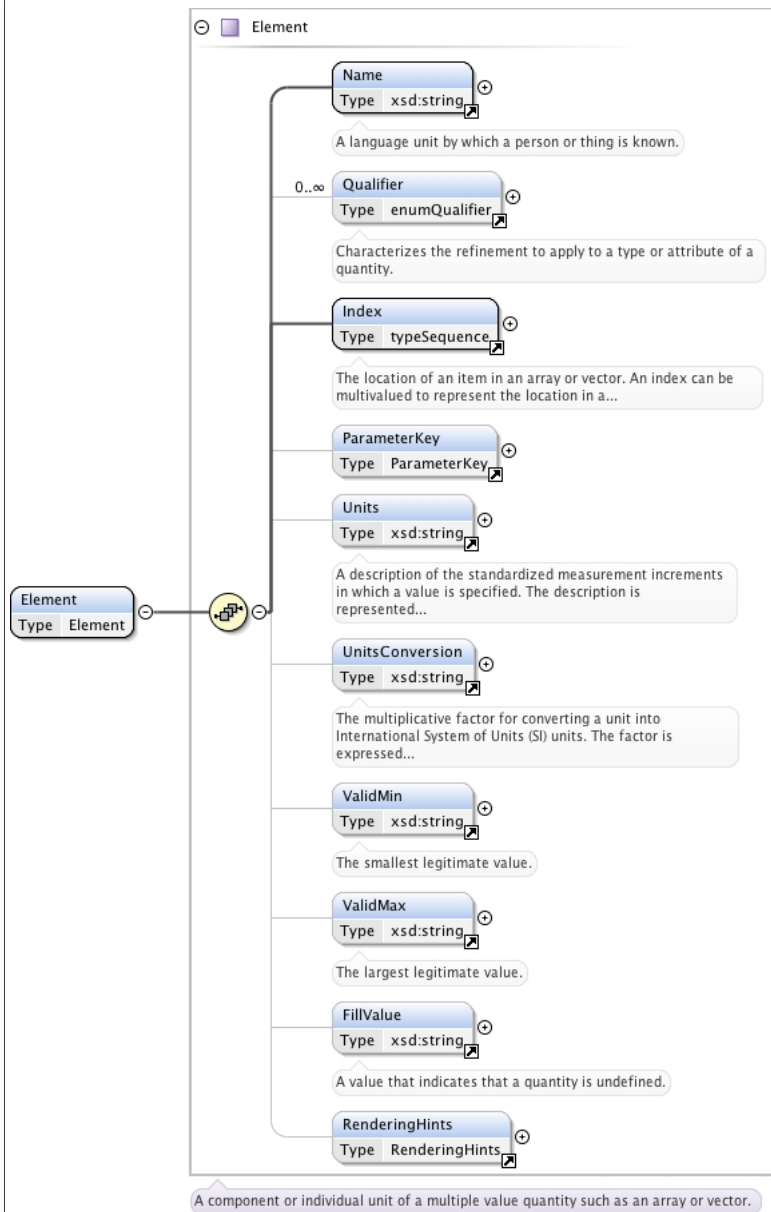 Element
Name
Type xsd:string
A language unit by which a person or thing is known.
0..∞
Qualifier
Type enumQualifier
Characterizes the refinement to apply to a type or attribute of a
quantity.
Index
Type typeSequence
The location of an item in an array or vector. An index can be
multivalued to represent the location in a...
ParameterKey
Type ParameterKey
Units
Type xsd:string
A description of the standardized measurement increments
in which a value is specified. The description is
represented...
Element
Type Element
UnitsConversion
Type xsd:string
The multiplicative factor for converting a unit into
International System of Units (SI) units. The factor is
expressed...
ValidMin
Type xsd:string
The smallest legitimate value.
ValidMax
Type xsd:string
The largest legitimate value.
FillValue
Type xsd:string
A value that indicates that a quantity is undefined.
RenderingHints
Type RenderingHints
A component or individual unit of a multiple value quantity such as an array or vector.